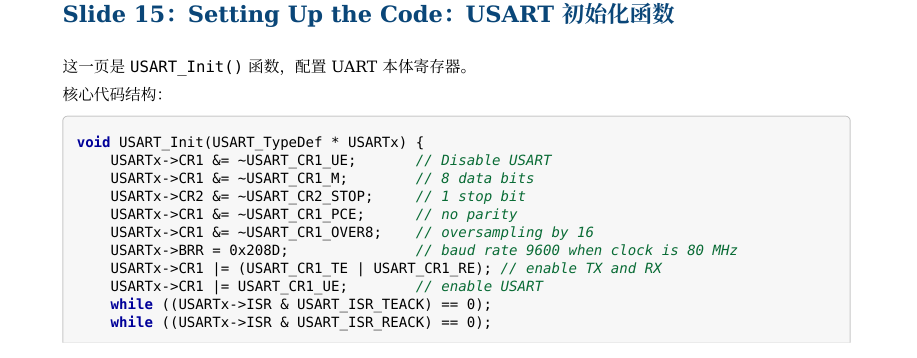 Slide 15：Setting Up the Code：USART 初始化函数
这一页是 USART_Init() 函数，配置 UART 本体寄存器。
核心代码结构：
void USART_Init(USART_TypeDef * USARTx) {
    USARTx->CR1 &= ~USART_CR1_UE;       // Disable USART
    USARTx->CR1 &= ~USART_CR1_M;        // 8 data bits
    USARTx->CR2 &= ~USART_CR2_STOP;     // 1 stop bit
    USARTx->CR1 &= ~USART_CR1_PCE;      // no parity
    USARTx->CR1 &= ~USART_CR1_OVER8;    // oversampling by 16
    USARTx->BRR = 0x208D;               // baud rate 9600 when clock is 80 MHz
    USARTx->CR1 |= (USART_CR1_TE | USART_CR1_RE); // enable TX and RX
    USARTx->CR1 |= USART_CR1_UE;        // enable USART
    while ((USARTx->ISR & USART_ISR_TEACK) == 0);
    while ((USARTx->ISR & USART_ISR_REACK) == 0);